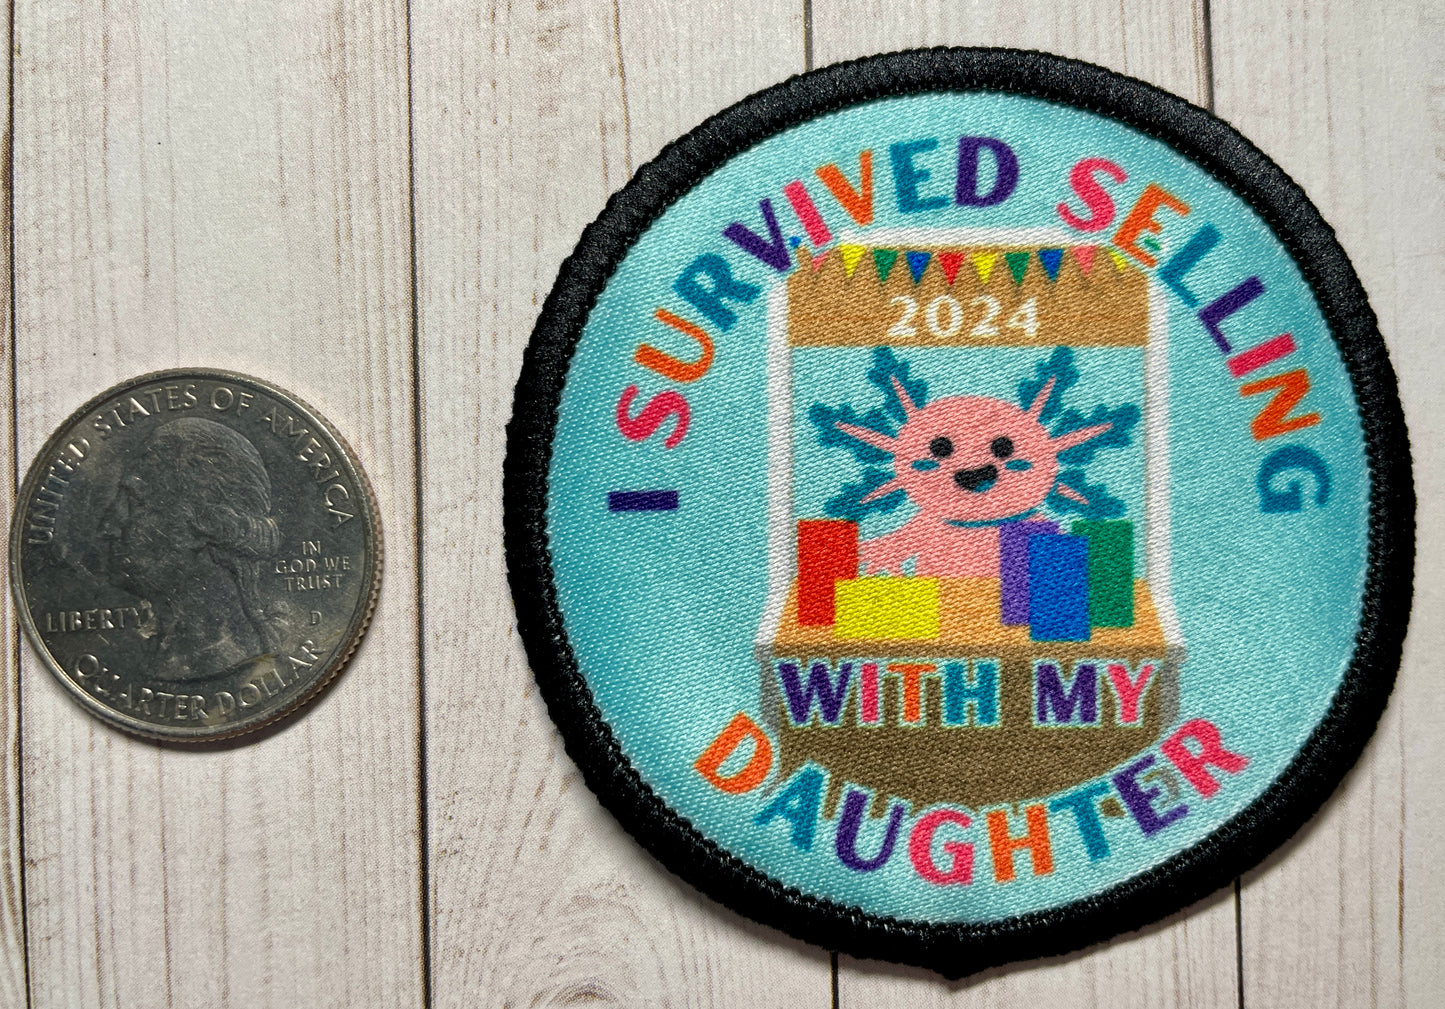 UNITED STATES OF AMERICA
IN
GOD WE
TRUST
LIBERTY
D
QUARTER DOLLAR
I SURVIVED SELLING
2024
WITH MY
DAUGHTER